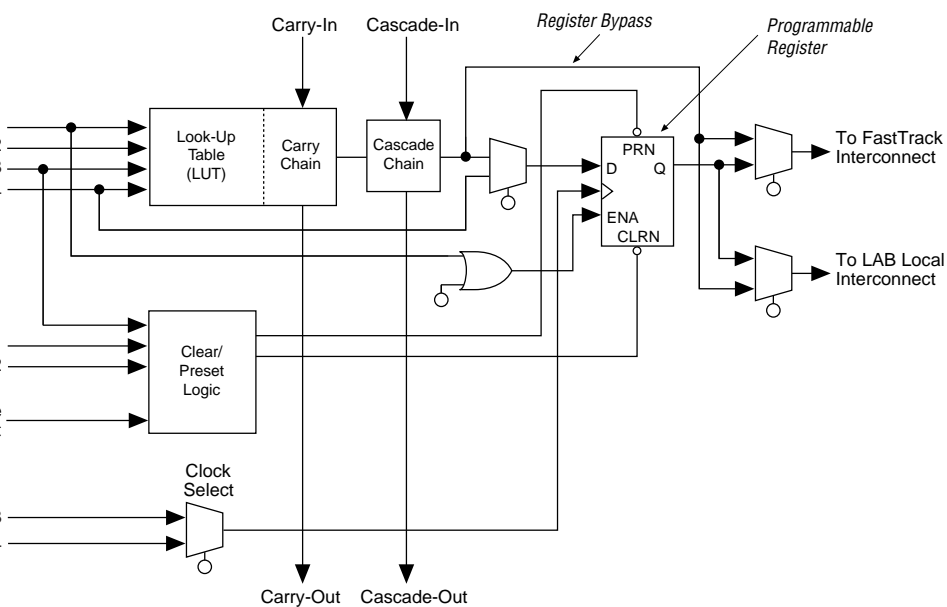 Carry-In
Cascade-In
Register Bypass
Programmable
Register
Look-Up
Table
(LUT)
Carry
Chain
Cascade
Chain
PRN
D
Q
ENA
CLRN
To FastTrack
Interconnect
To LAB Local
Interconnect
Clear/
Preset
Logic
Clock
Select
Carry-Out
Cascade-Out